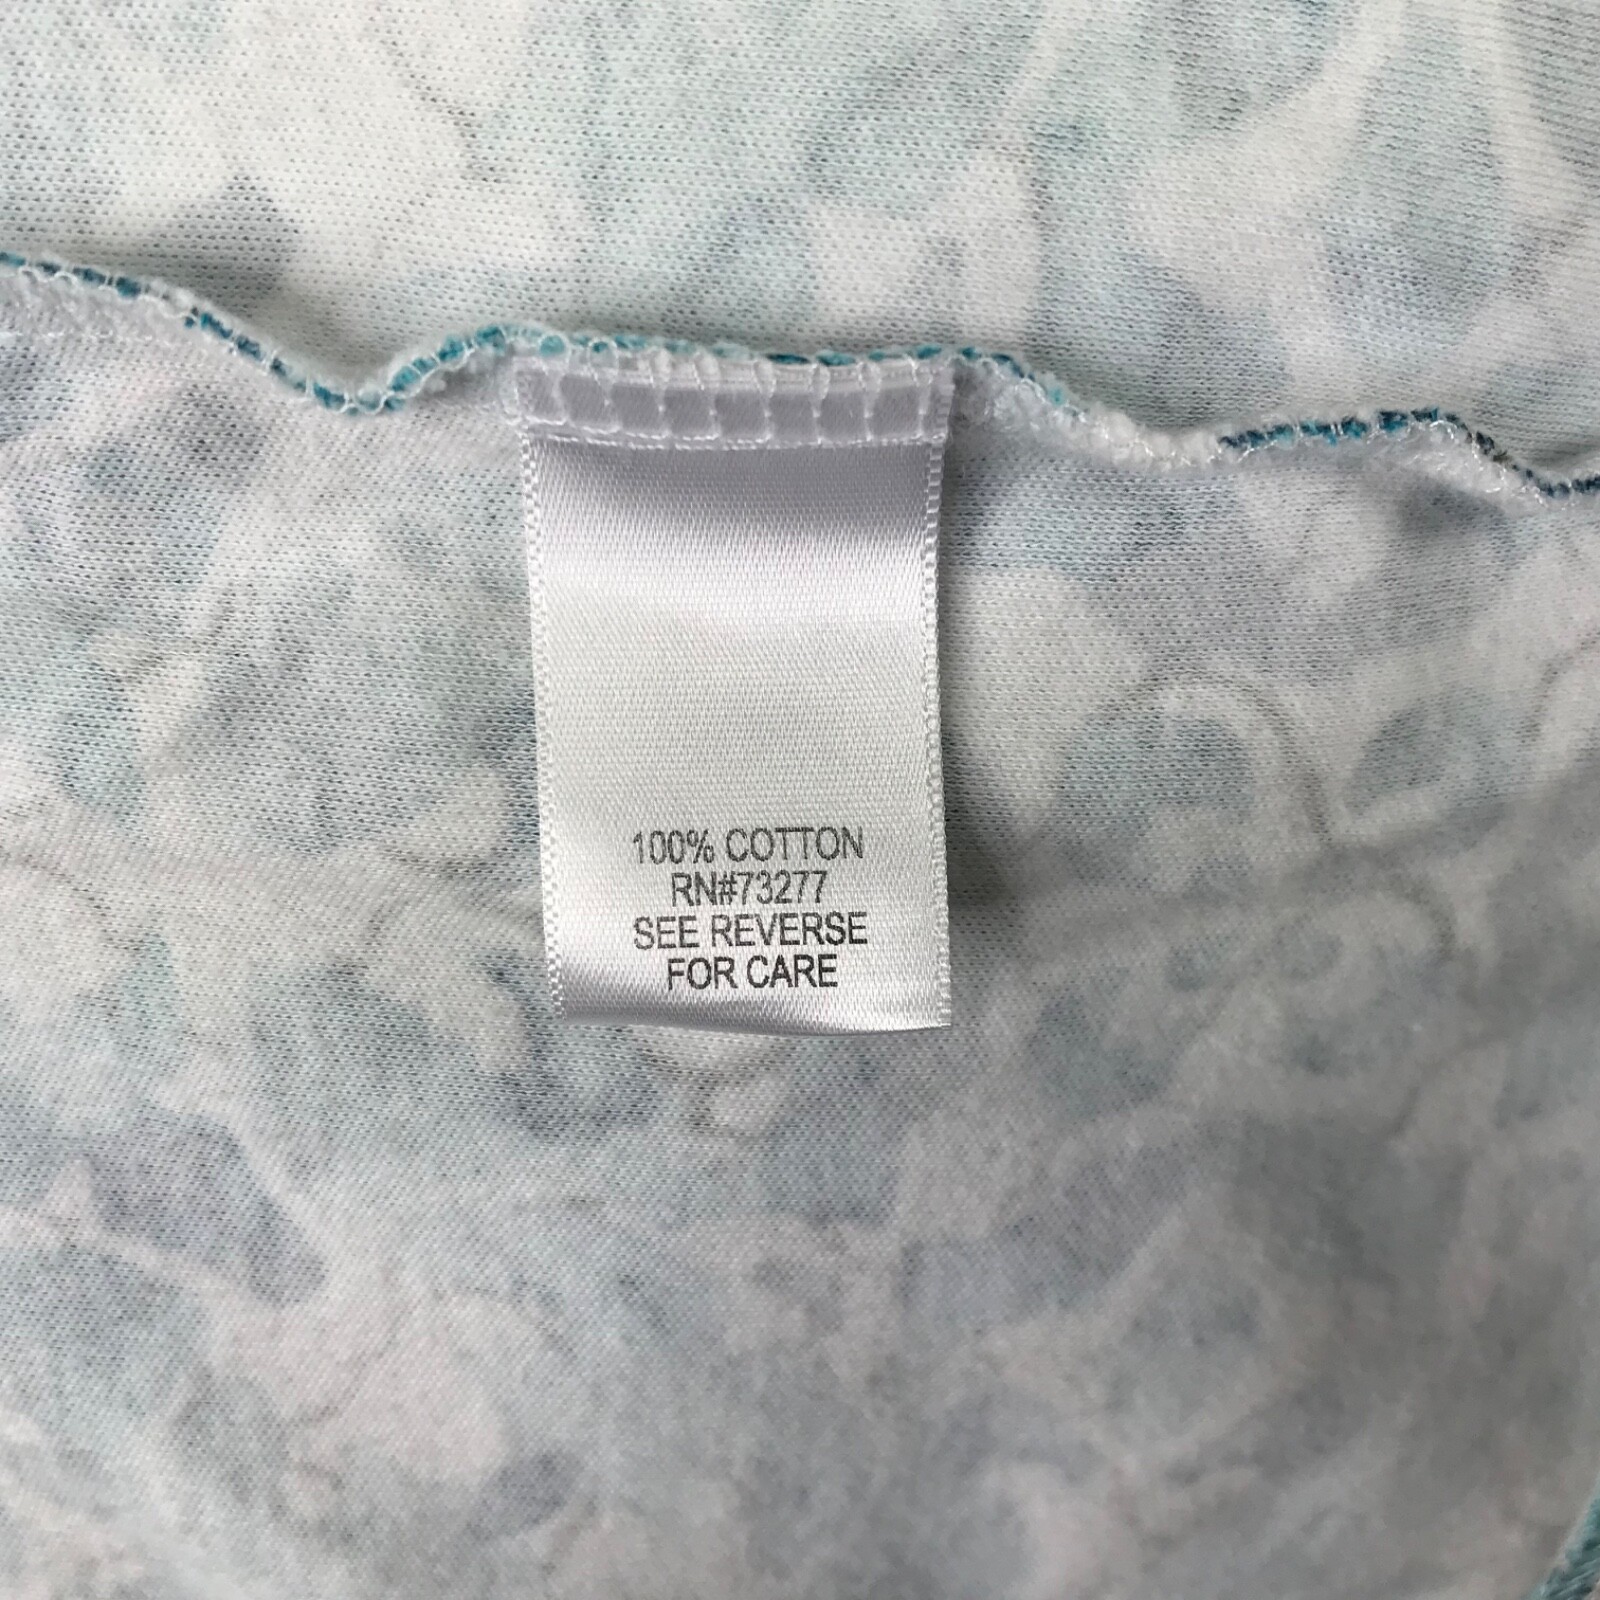 100% COTTON
RN#73277
SEE REVERSE
FOR CARE